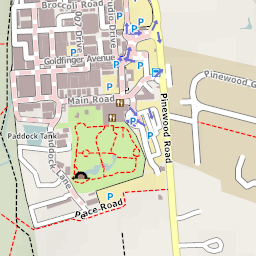 Broccoli Road
Goldfinger Avenue
Pinewood G
Main Road
Pinewood Road
Paddock Tank
Paddock Lane
Peace Road